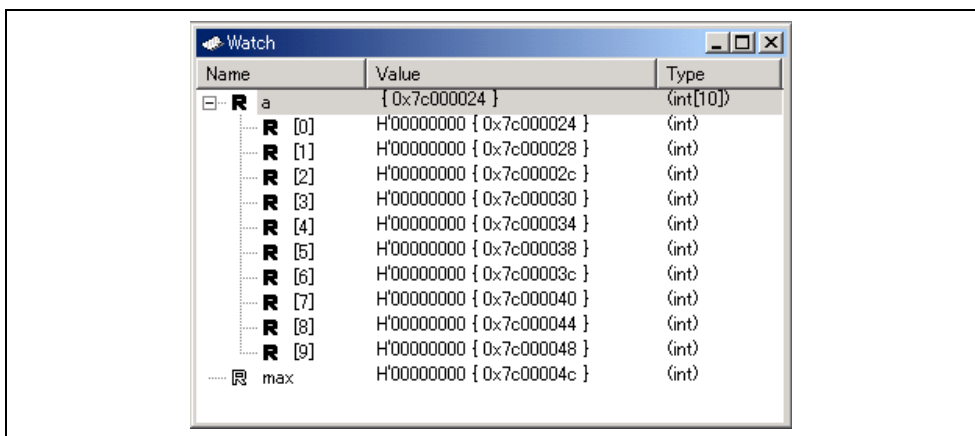 Watch
Name Value Type
R a { 0x7c000024 } (int[10])
R [0] H'00000000 { 0x7c000024 } (int)
R [1] H'00000000 { 0x7c000028 } (int)
R [2] H'00000000 { 0x7c00002c } (int)
R [3] H'00000000 { 0x7c000030 } (int)
R [4] H'00000000 { 0x7c000034 } (int)
R [5] H'00000000 { 0x7c000038 } (int)
R [6] H'00000000 { 0x7c00003c } (int)
R [7] H'00000000 { 0x7c000040 } (int)
R [8] H'00000000 { 0x7c000044 } (int)
R [9] H'00000000 { 0x7c000048 } (int)
R max H'00000000 { 0x7c00004c } (int)